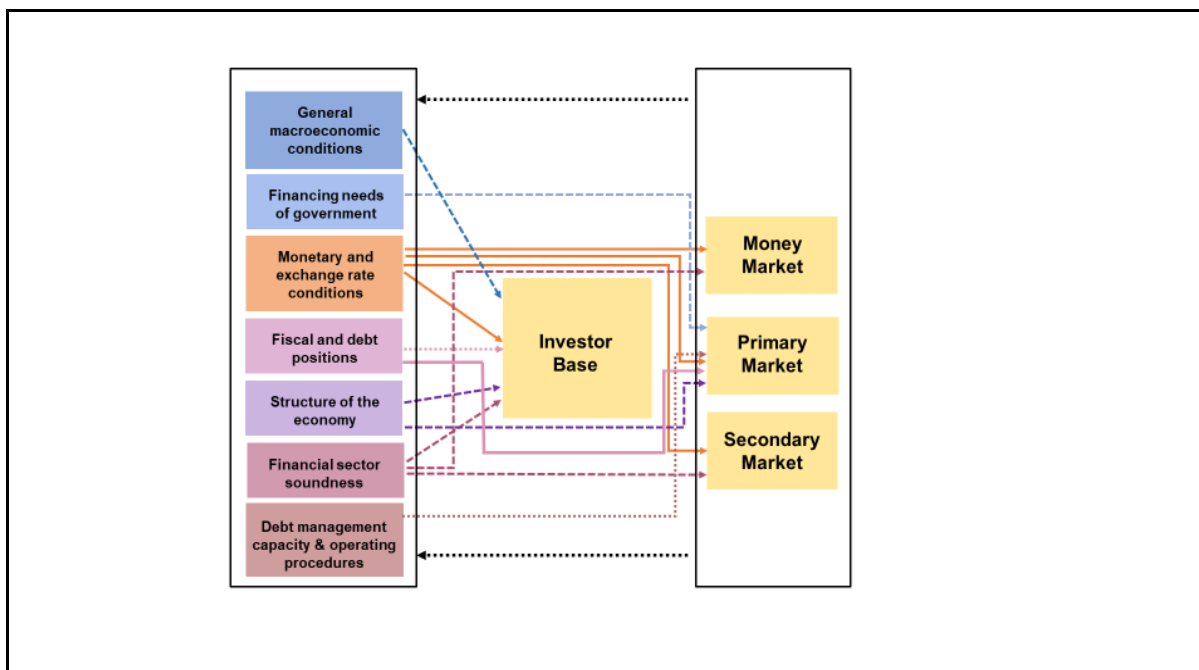 General
macroeconomic
conditions
Financing needs
of government
Monetary and
exchange rate
conditions
Fiscal and debt
positions
Structure of the
economy
Financial sector
soundness
Debt management
capacity & operating
procedures
Investor
Base
Money
Market
Primary
Market
Secondary
Market